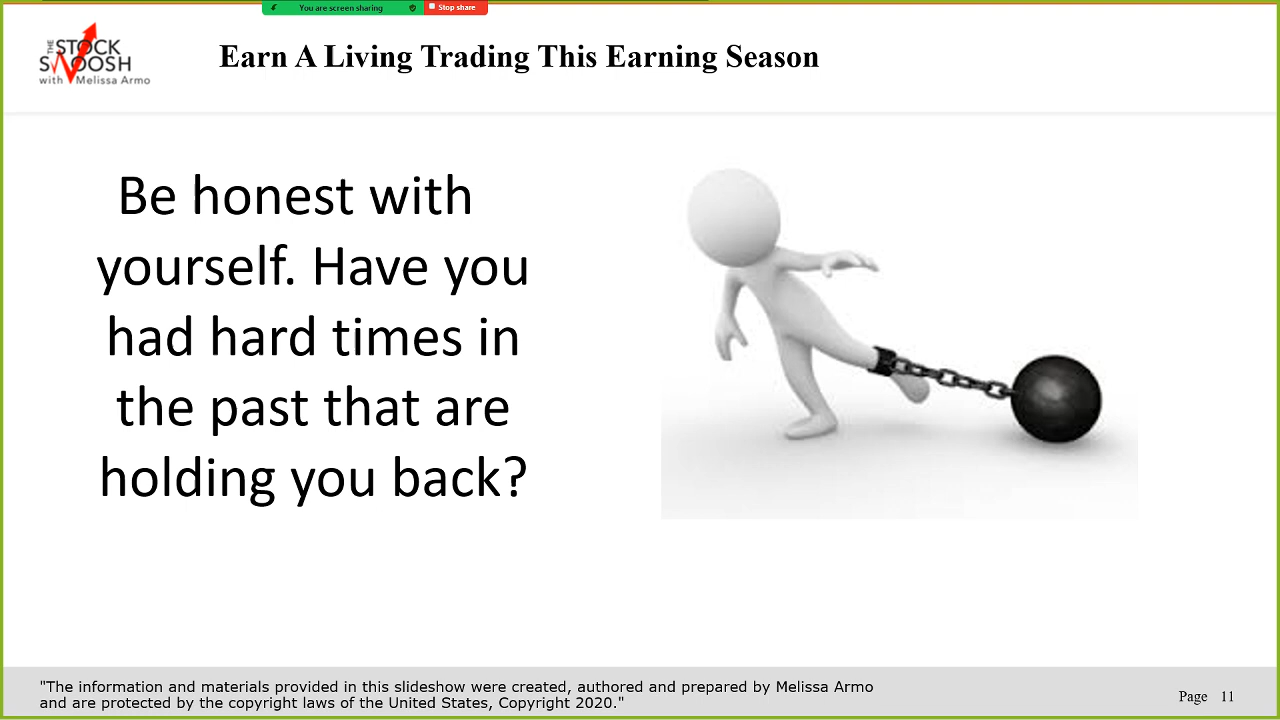 You are screen sharing
Stop share
THE
STOCK
SWOOSH
with Melissa Armo
Earn A Living Trading This Earning Season
Be honest with
yourself. Have you
had hard times in
the past that are
holding you back?
"The information and materials provided in this slideshow were created, authored and prepared by Melissa Armo
and are protected by the copyright laws of the United States, Copyright 2020."
Page 11